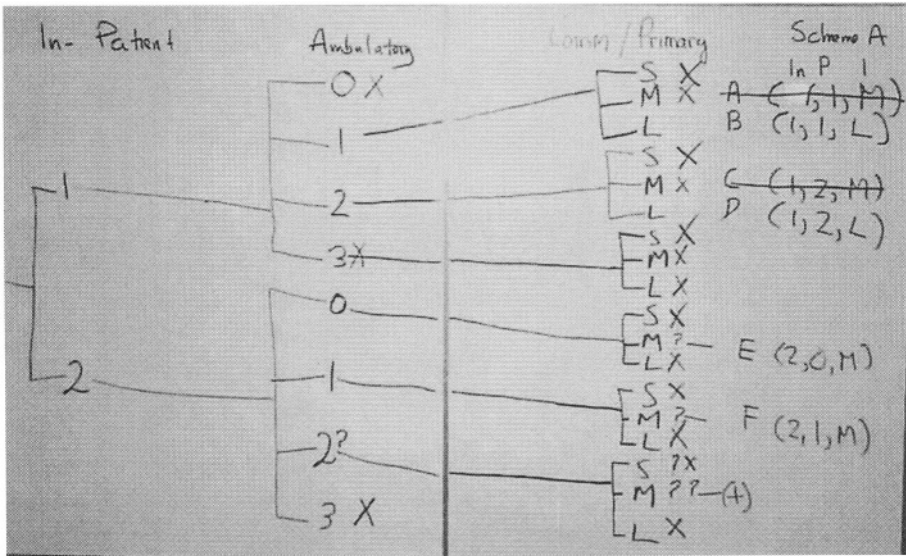 In-Patient Ambulatory Comm / Primary Scheme A
In P 1
0 X
S X
M X A (1, 1, M)
1
L B (1, 1, L)
S X
1
2
M X C (1, 2, M)
L D (1, 2, L)
3 X
S X
M X
L X
0
S X
M ? E (2, 0, M)
L X
2
1
S X
M ? F (2, 1, M)
L X
2?
S ? X
M ? ? (+)
3 X
L X